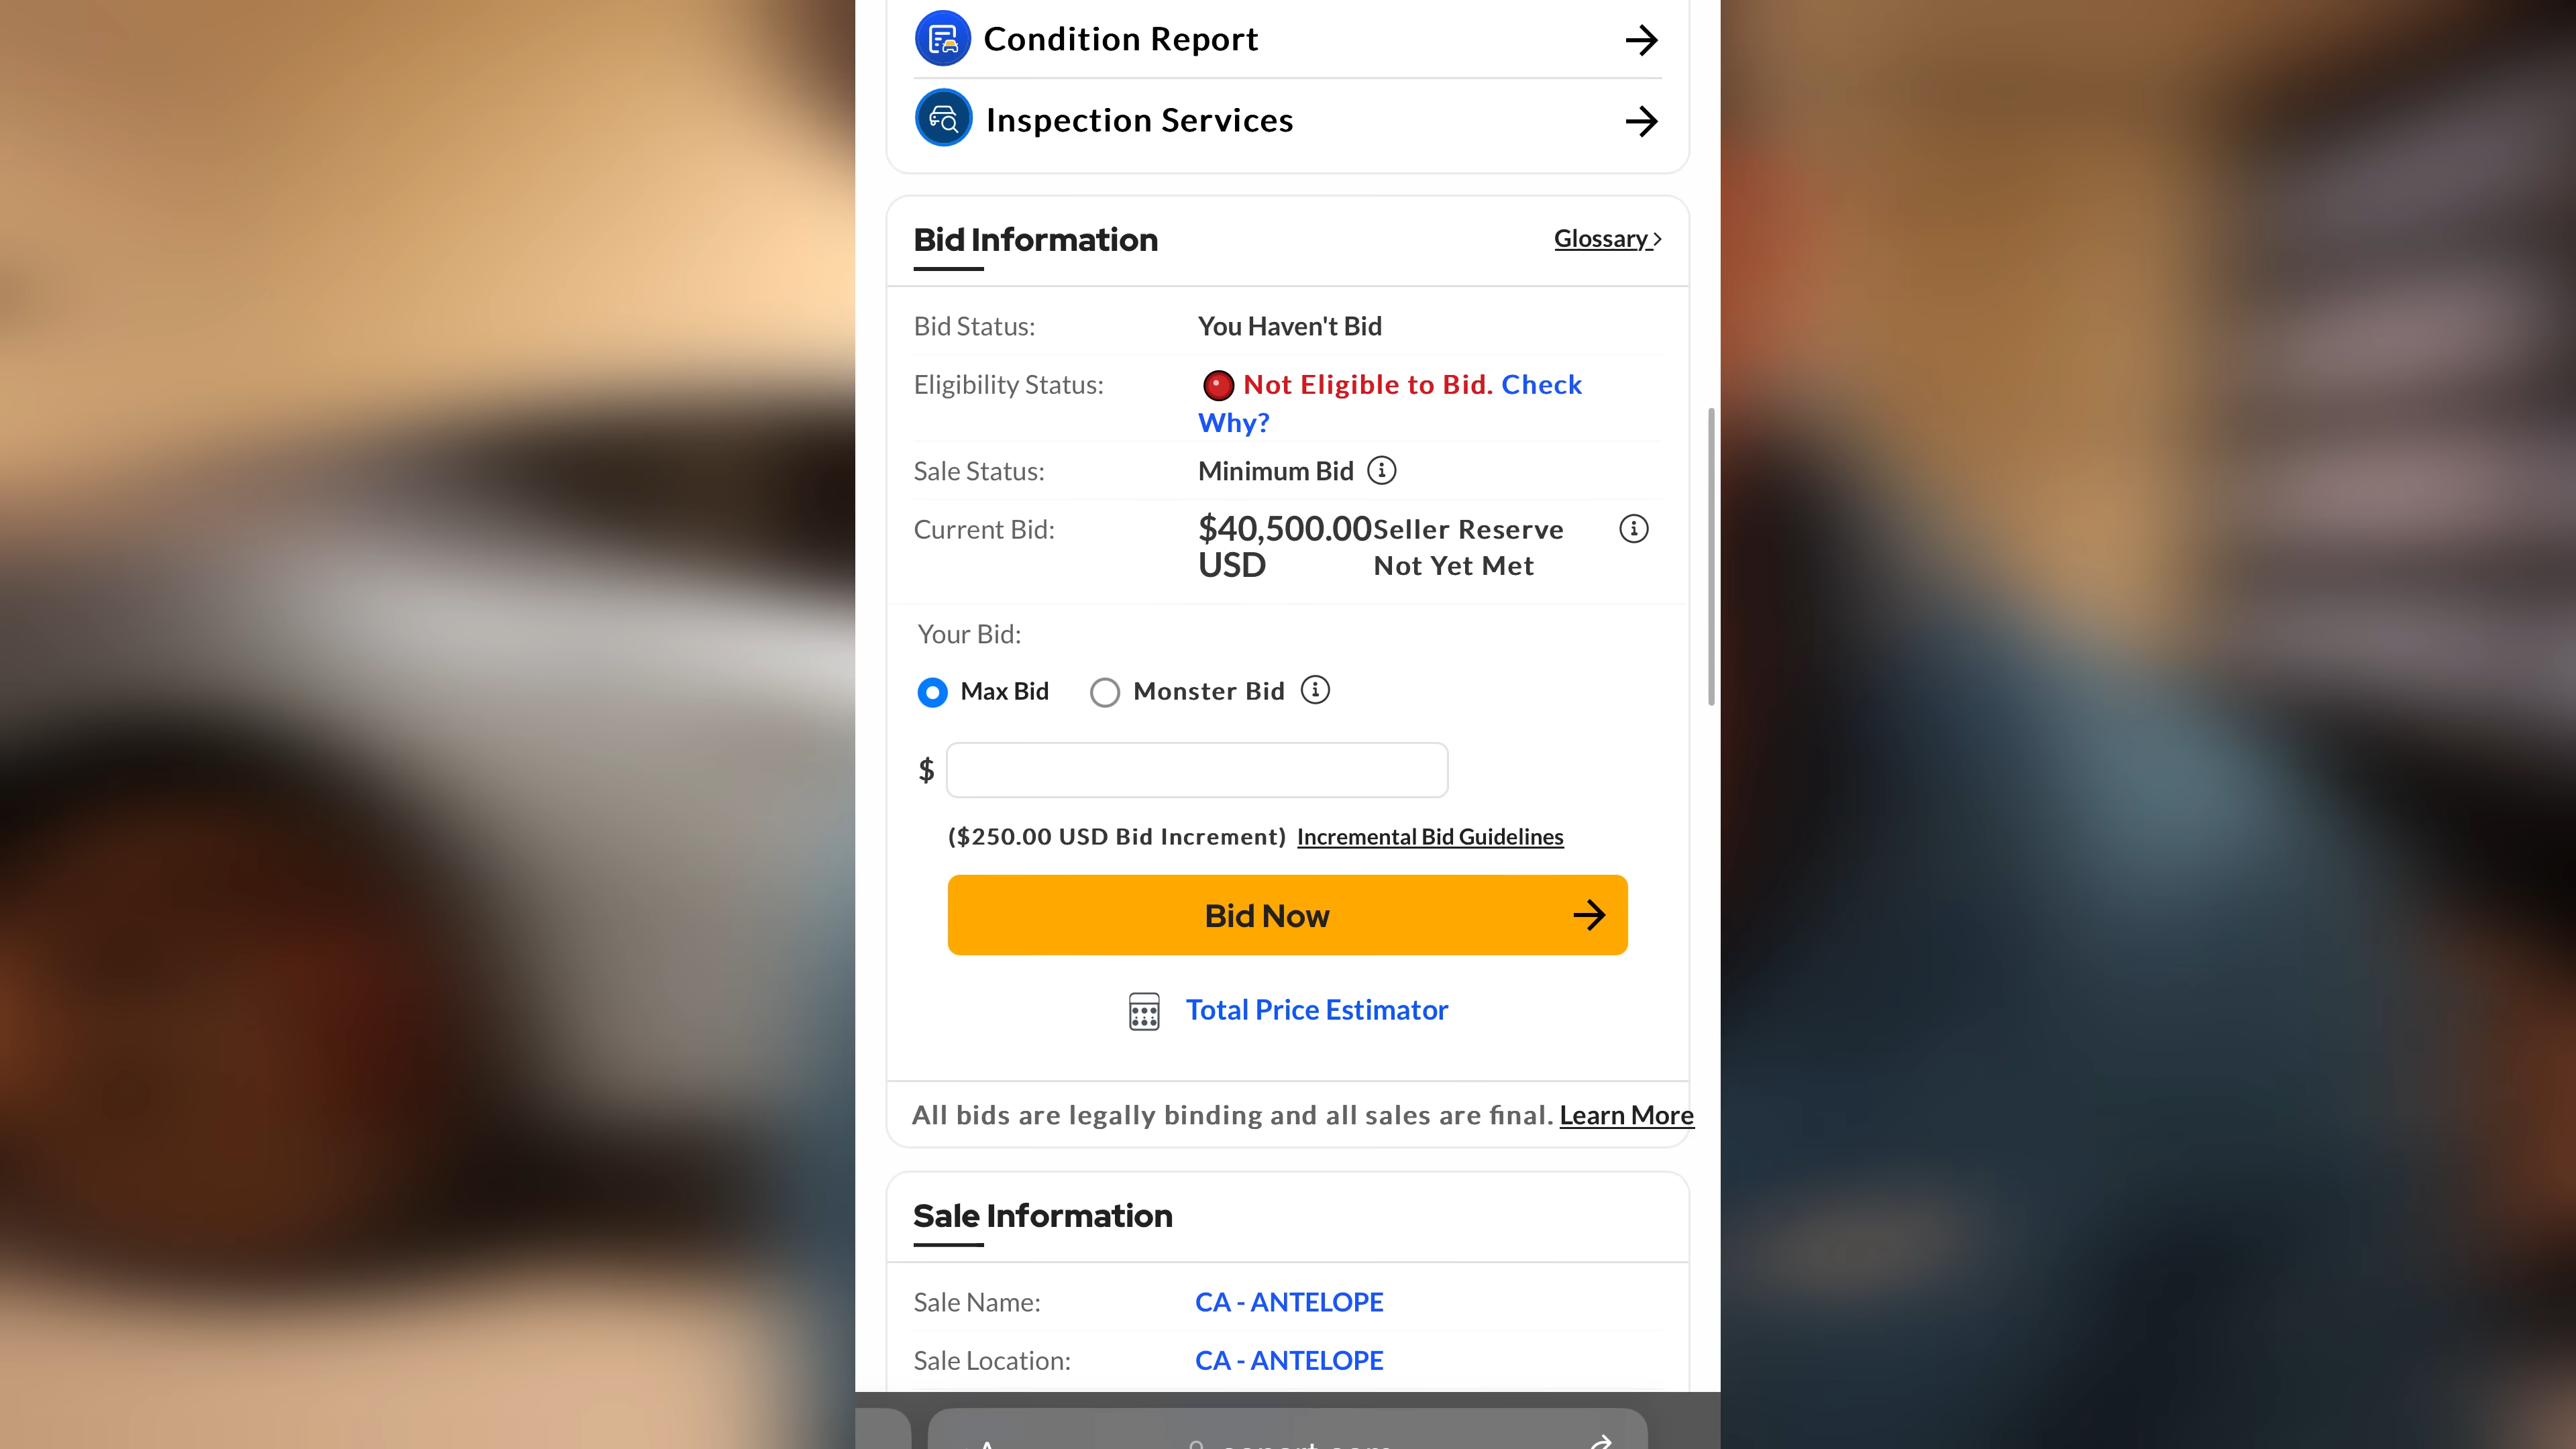 Condition Report
Inspection Services
Bid Information
Glossary
Bid Status: You Haven't Bid
Eligibility Status: Not Eligible to Bid. Check
Why?
Sale Status: Minimum Bid
Current Bid: $40,500.00 Seller Reserve
USD Not Yet Met
Your Bid:
Max Bid Monster Bid
$
($250.00 USD Bid Increment) Incremental Bid Guidelines
Bid Now
Total Price Estimator
All bids are legally binding and all sales are final. Learn More
Sale Information
Sale Name: CA - ANTELOPE
Sale Location: CA - ANTELOPE